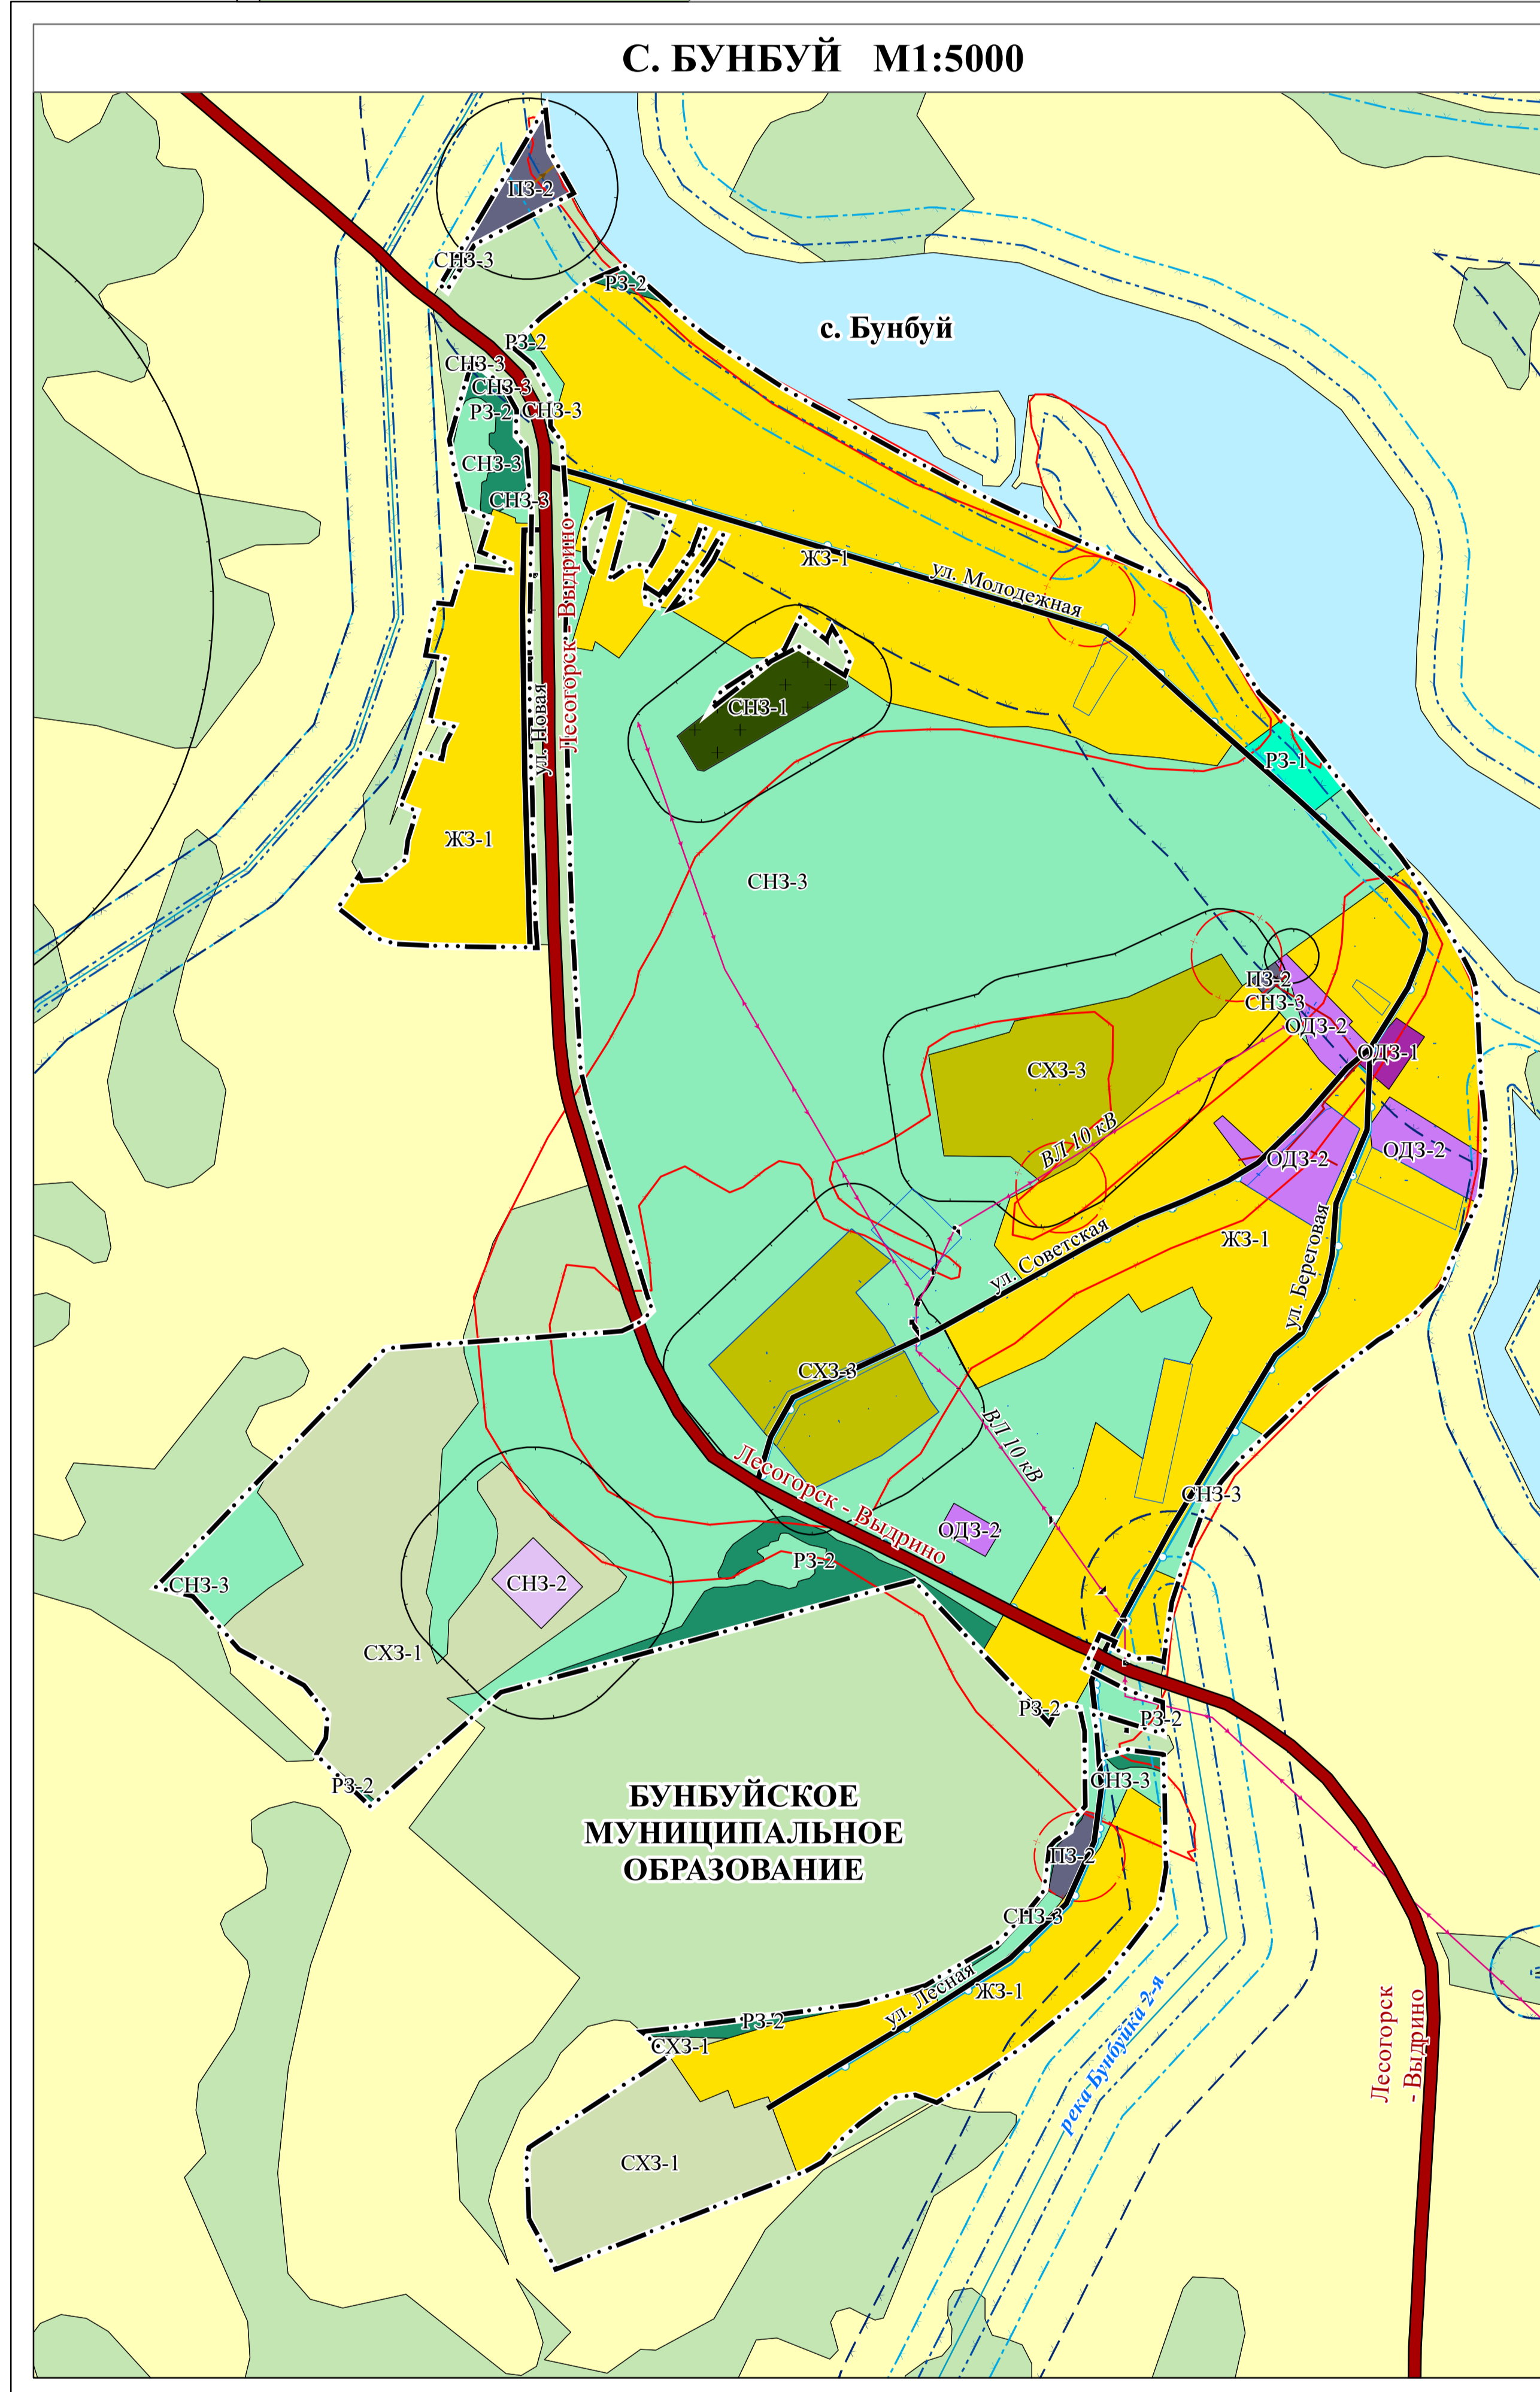 С. БУНБУЙ М1:5000
ПЗ-2
СНЗ-3
РЗ-2
с. Бунбуй
РЗ-2
СНЗ-3
СНЗ-3
РЗ-2
СНЗ-3
СНЗ-3
СНЗ-3
ЖЗ-1
ул. Молодежная
Лесогорск - Выдрино
ул. Новая
СНЗ-1
РЗ-1
ЖЗ-1
СНЗ-3
ПЗ-2
СНЗ-3
ОДЗ-2
ОДЗ-1
СХЗ-3
ВЛ 10 кВ
ОДЗ-2
ОДЗ-2
ул. Советская
ЖЗ-1
ул. Береговая
СХЗ-3
ВЛ 10 кВ
Лесогорск - Выдрино
СНЗ-3
ОДЗ-2
РЗ-2
СНЗ-3
СНЗ-2
СХЗ-1
РЗ-2
РЗ-2
РЗ-2
СНЗ-3
БУНБУЙСКОЕ
МУНИЦИПАЛЬНОЕ
ОБРАЗОВАНИЕ
ПЗ-2
СНЗ-3
ул. Лесная
ЖЗ-1
РЗ-2
СХЗ-1
река Бунбуйка 2-я
Лесогорск
- Выдрино
СХЗ-1